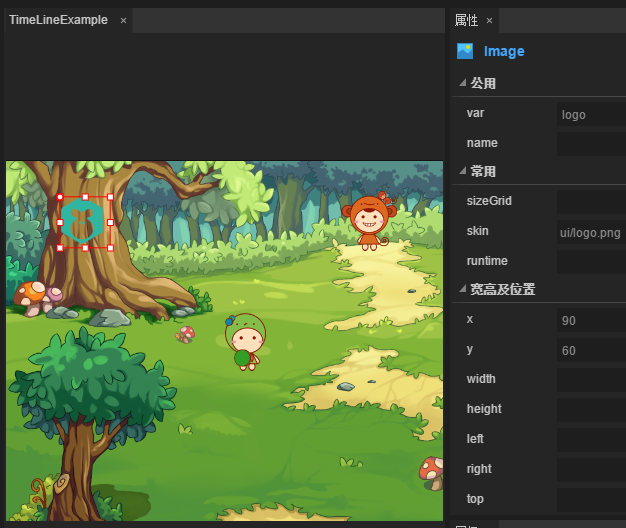 TimeLineExample ×
属性 ×
Image
公用
var logo
name
常用
sizeGrid
skin ui/logo.png
runtime
宽高及位置
x 90
y 60
width
height
left
right
top